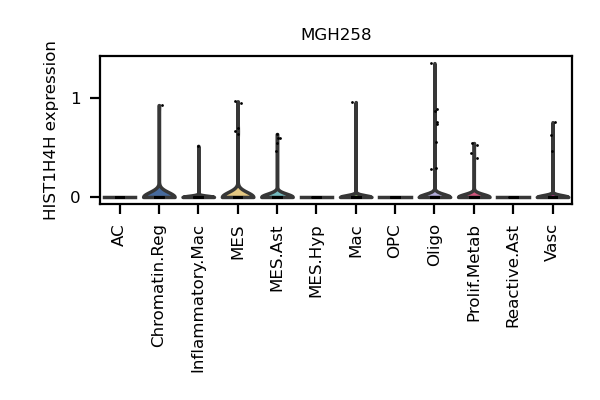 MGH258
HIST1H4H expression
1
0
AC
Chromatin.Reg
Inflammatory.Mac
MES
MES.Ast
MES.Hyp
Mac
OPC
Oligo
Prolif.Metab
Reactive.Ast
Vasc